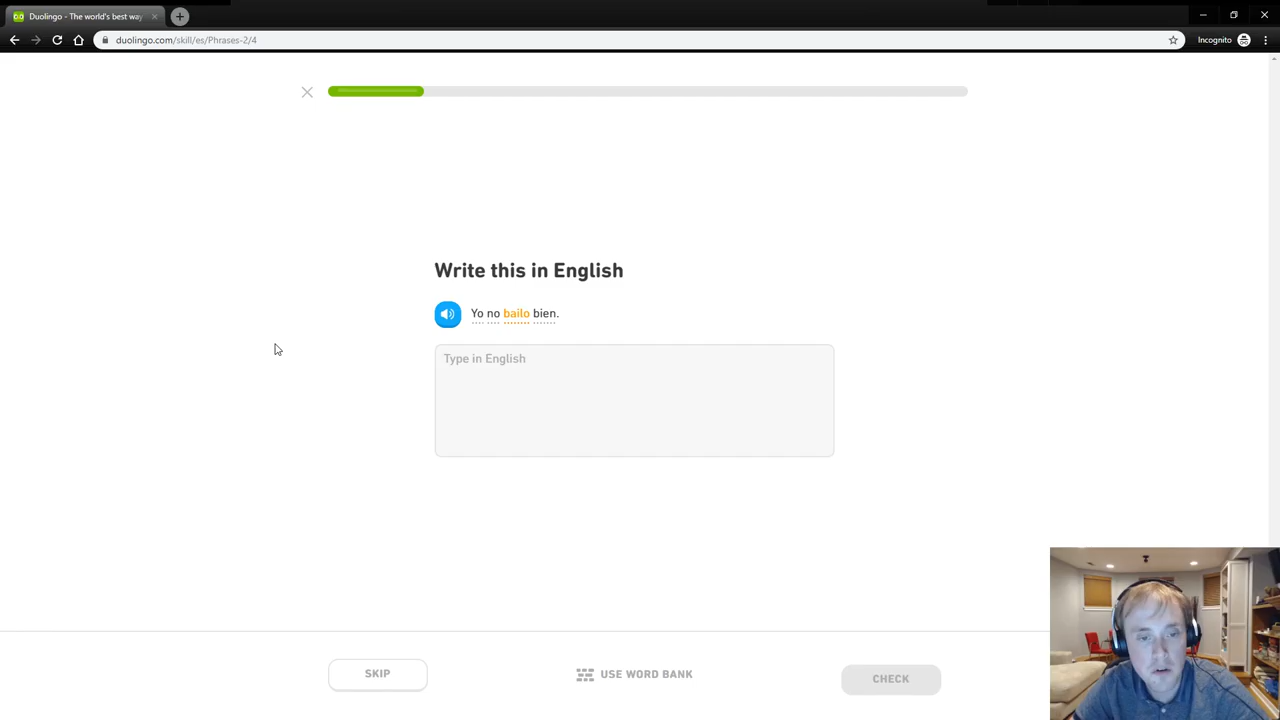 Duolingo - The world's best way
duolingo.com/skill/es/Phrases-2/4
Incognito
Write this in English
Yo no bailo bien.
Type in English
SKIP
USE WORD BANK
CHECK